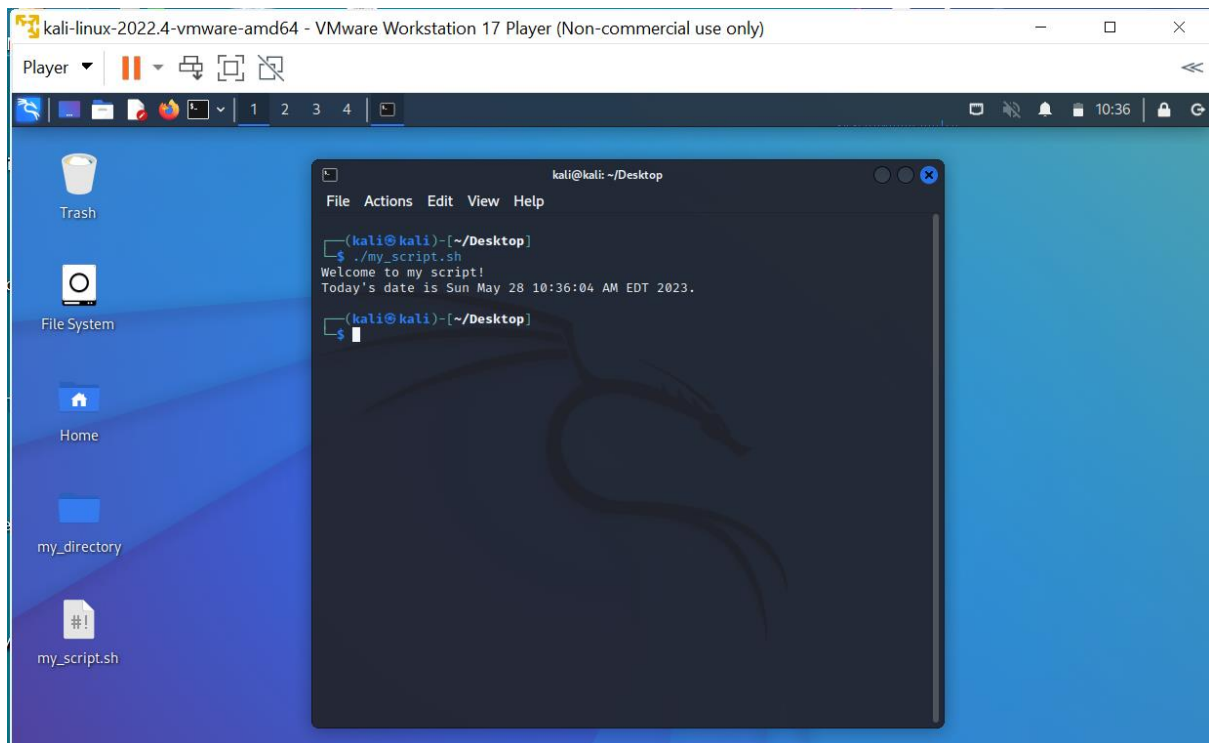 kali-linux-2022.4-vmware-amd64 - VMware Workstation 17 Player (Non-commercial use only)
Player
1 2 3 4
10:36
Trash
File System
Home
my_directory
#!
my_script.sh
kali@kali: ~/Desktop
File Actions Edit View Help
┌──(kali㉿kali)-[~/Desktop]
└─$ ./my_script.sh
Welcome to my script!
Today's date is Sun May 28 10:36:04 AM EDT 2023.
┌──(kali㉿kali)-[~/Desktop]
└─$